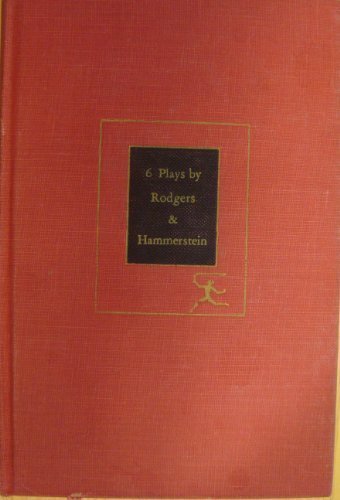 6 Plays by
Rodgers
&
Hammerstein